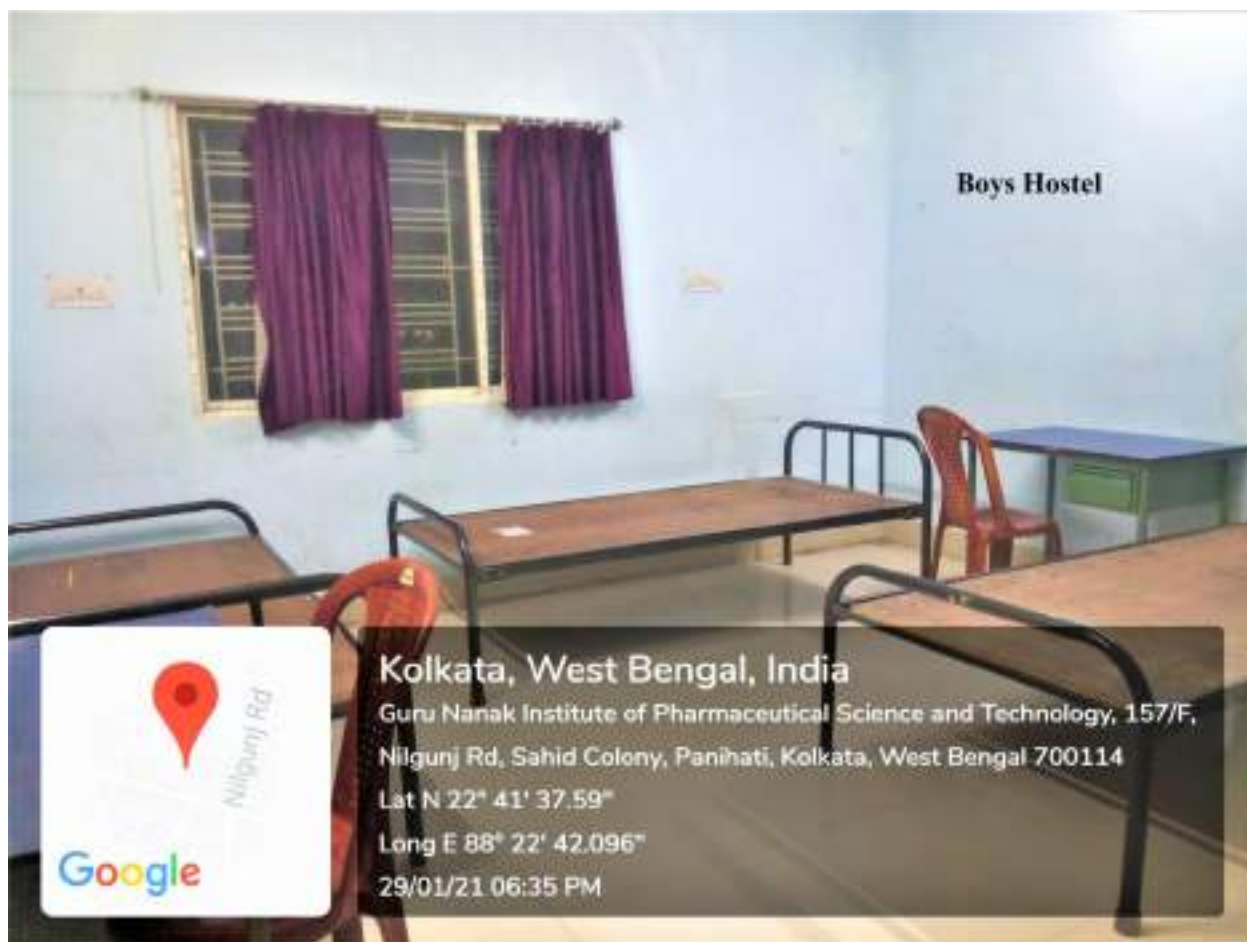 Boys Hostel
Nilgunj Rd
Google
Kolkata, West Bengal, India
Guru Nanak Institute of Pharmaceutical Science and Technology, 157/F,
Nilgunj Rd, Sahid Colony, Panihati, Kolkata, West Bengal 700114
Lat N 22° 41' 37.59"
Long E 88° 22' 42.096"
29/01/21 06:35 PM